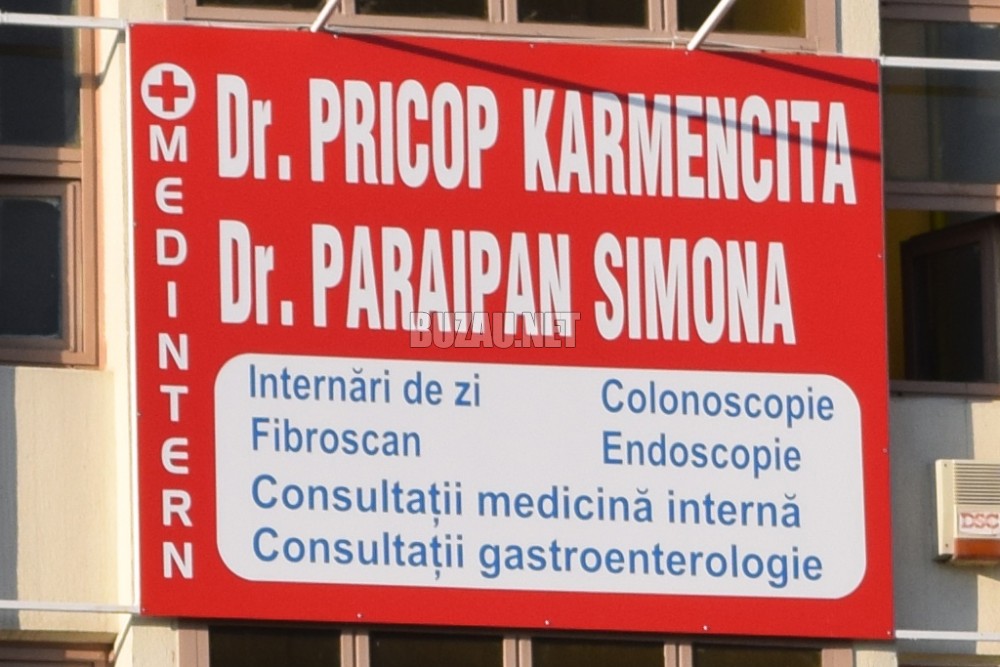 MEDINTERN
Dr. PRICOP KARMENCITA
Dr. PARAIPAN SIMONA
BUZAU.NET
Internări de zi
Colonoscopie
Fibroscan
Endoscopie
Consultații medicină internă
Consultații gastroenterologie
DSC